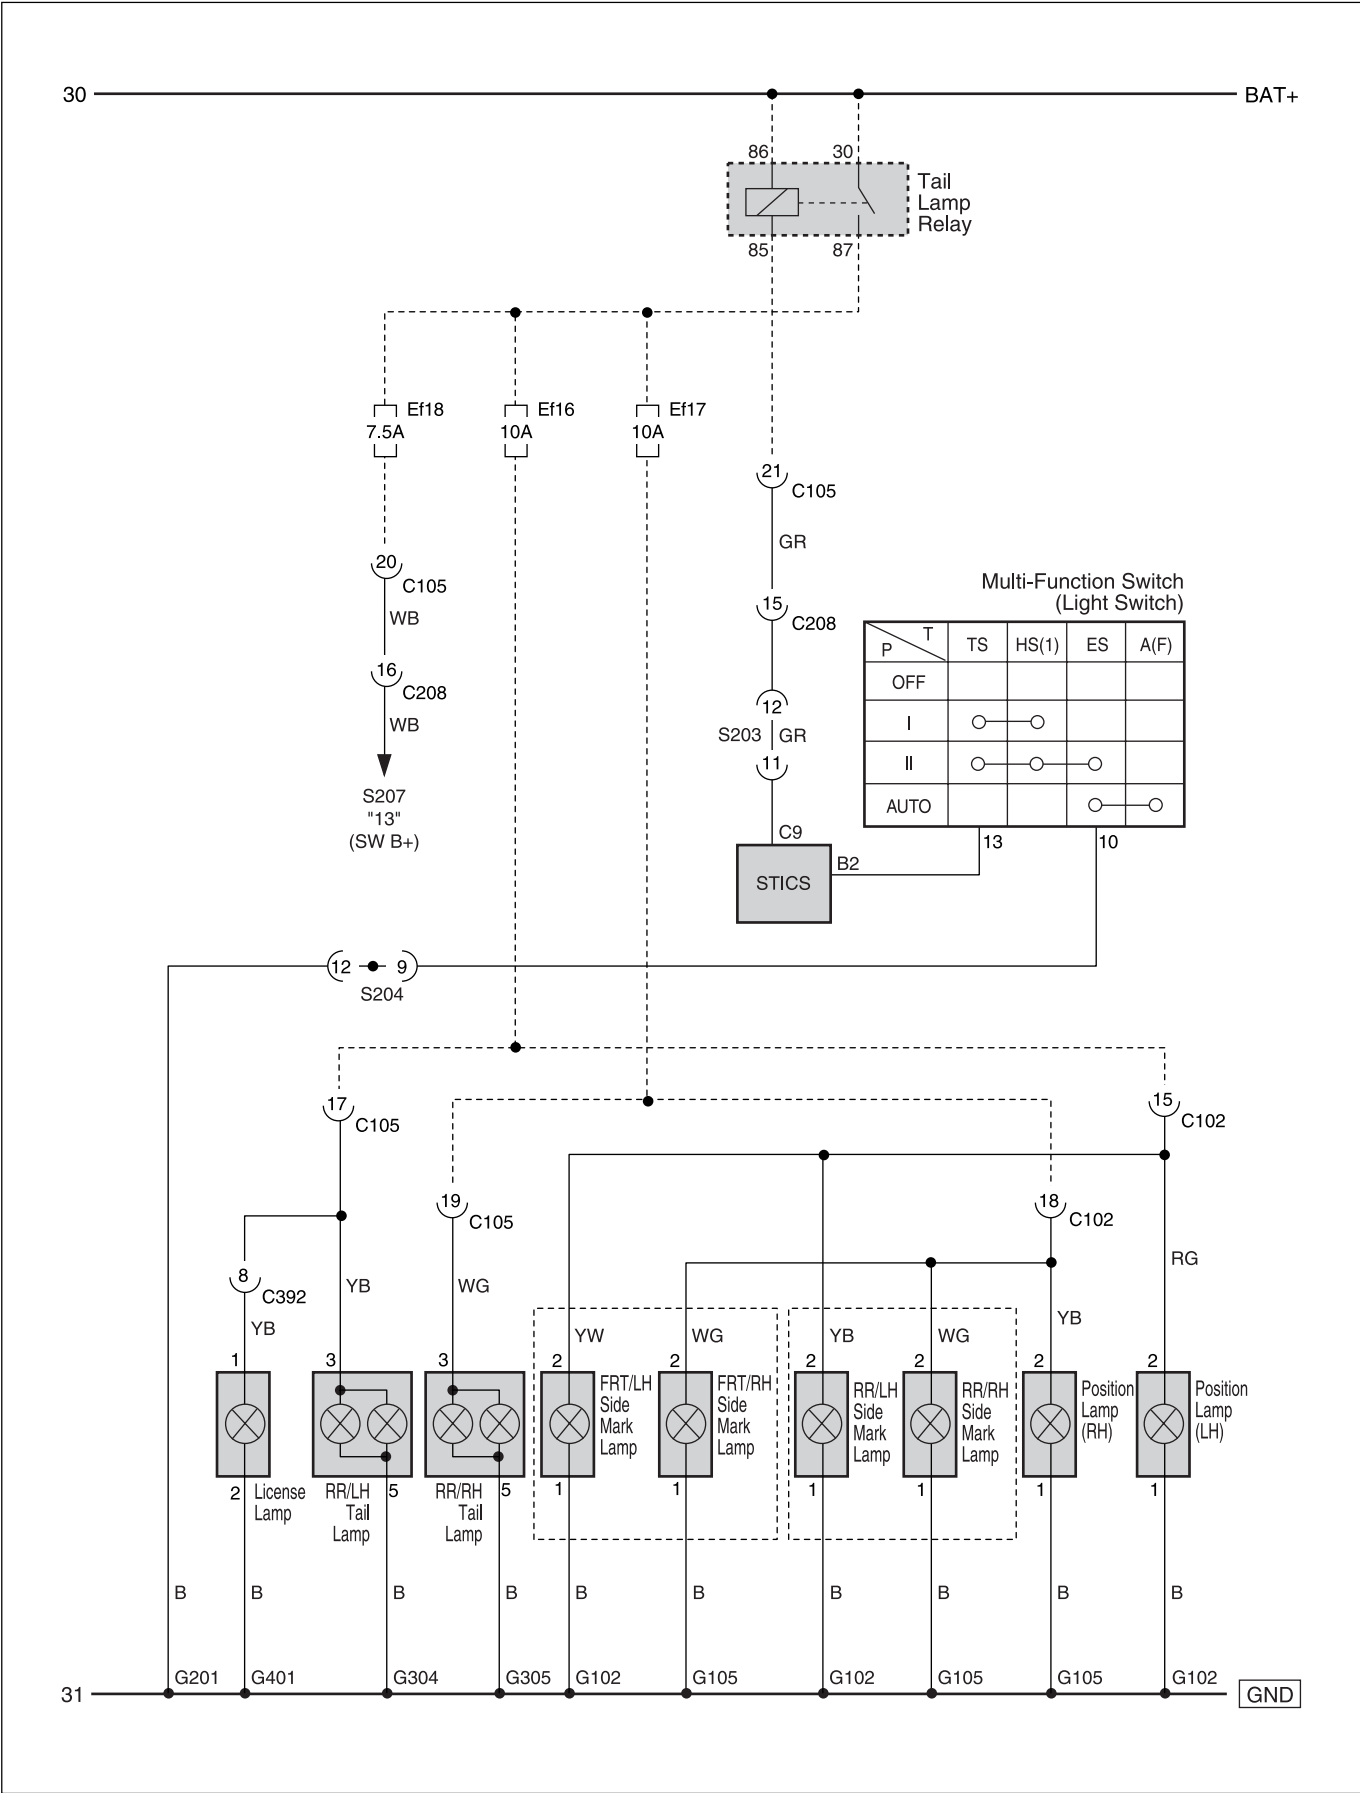 30
BAT+
86
30
Tail
Lamp
Relay
85
87
Ef18
7.5A
Ef16
10A
Ef17
10A
21
C105
GR
20
C105
WB
15
C208
16
C208
WB
12
S203
GR
11
S207
"13"
(SW B+)
Multi-Function Switch
(Light Switch)
P T TS HS(1) ES A(F)
OFF
I
II
AUTO
13
10
C9
B2
STICS
12
9
S204
17
C105
15
C102
19
C105
18
C102
8
C392
YB
WG
RG
YB
YB
YW
WG
YB
WG
1
3
3
2
2
2
2
2
2
FRT/LH
Side
Mark
Lamp
FRT/RH
Side
Mark
Lamp
RR/LH
Side
Mark
Lamp
RR/RH
Side
Mark
Lamp
Position
Lamp
(RH)
Position
Lamp
(LH)
2
License
Lamp
RR/LH
Tail
Lamp
5
RR/RH
Tail
Lamp
5
1
1
1
1
1
1
B
B
B
B
B
B
B
B
B
B
31
G201
G401
G304
G305
G102
G105
G102
G105
G105
G102
GND